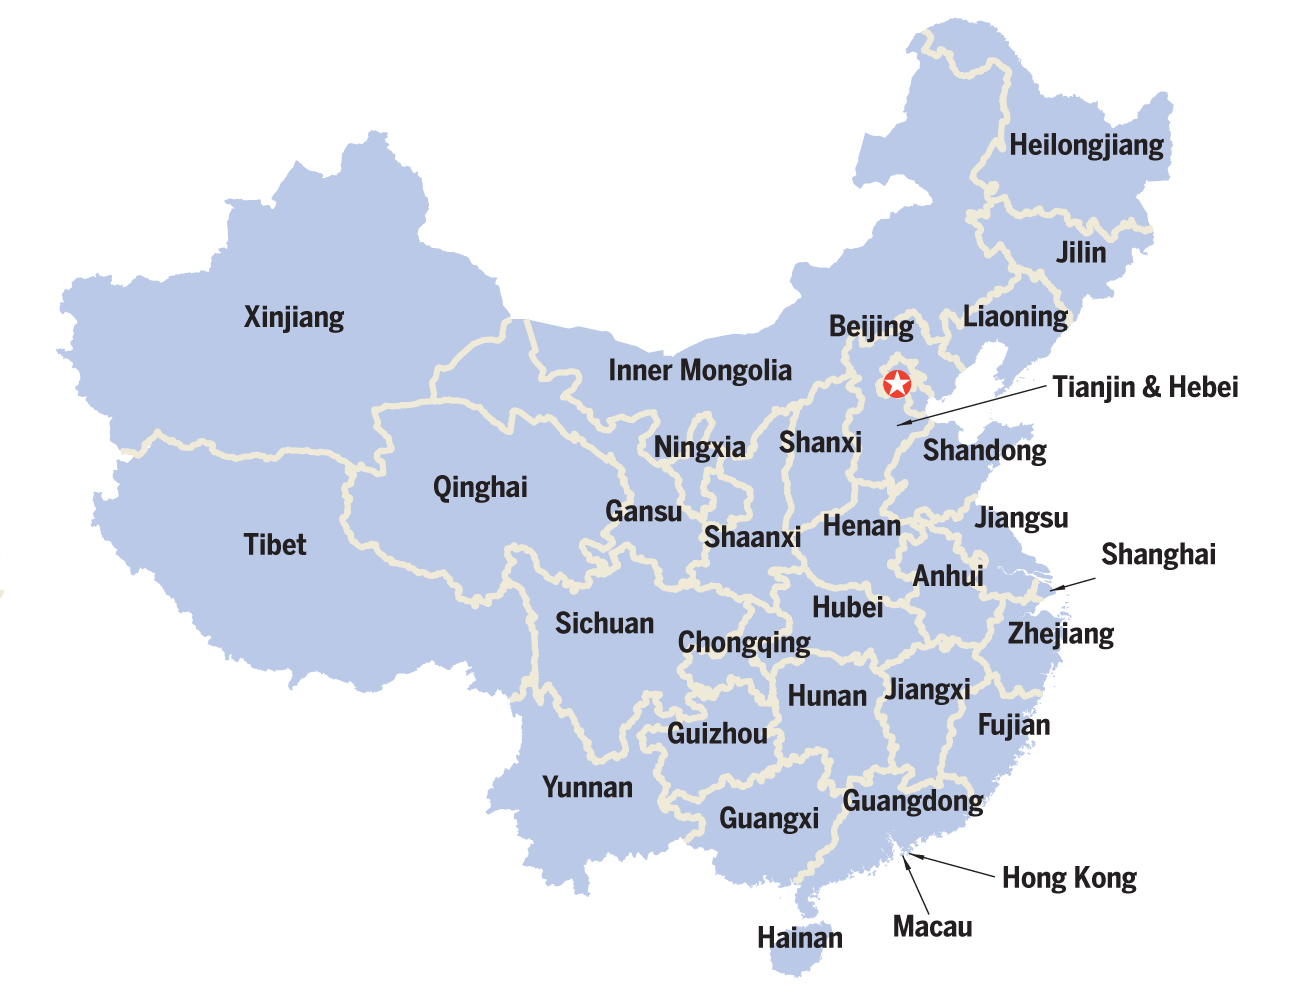 Heilongjiang
Jilin
Xinjiang
Beijing
Liaoning
Inner Mongolia
Tianjin & Hebei
Ningxia
Shanxi
Shandong
Qinghai
Gansu
Jiangsu
Henan
Shaanxi
Tibet
Shanghai
Anhui
Hubei
Sichuan
Zhejiang
Chongqing
Hunan
Jiangxi
Fujian
Guizhou
Yunnan
Guangdong
Guangxi
Hong Kong
Macau
Hainan